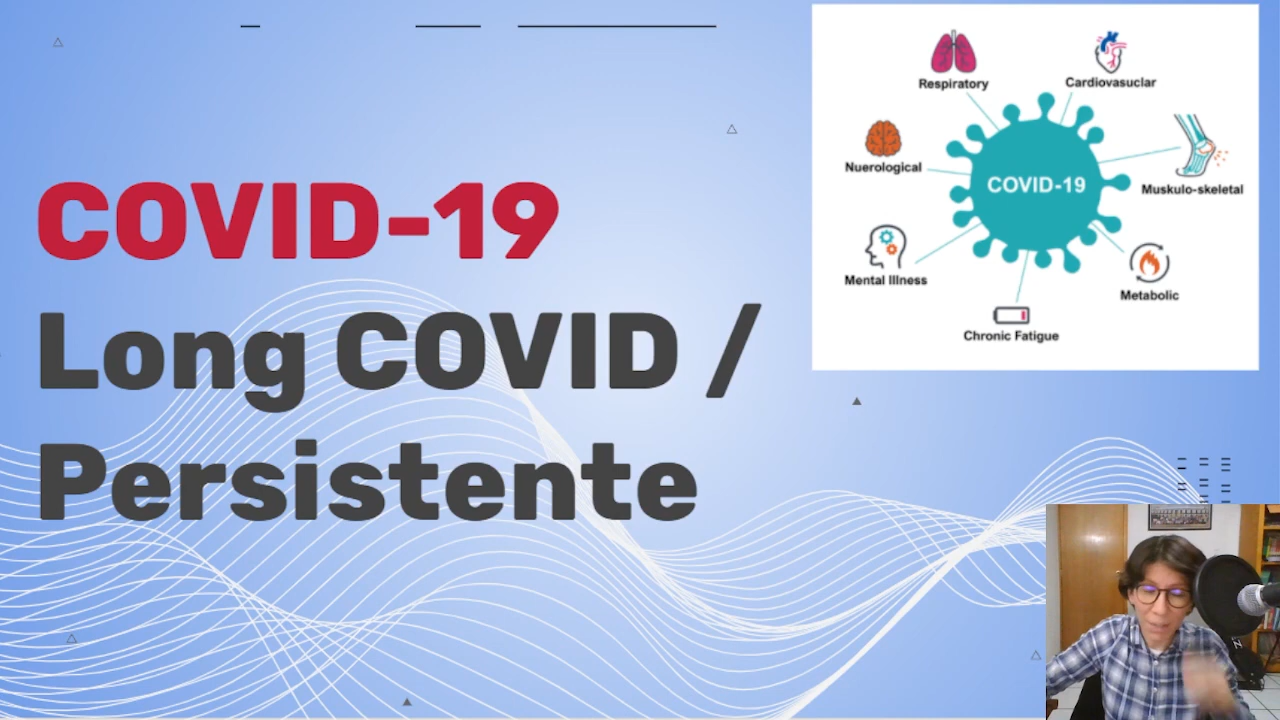 COVID-19
Long COVID /
Persistente
Respiratory
Cardiovasuclar
Nuerological
COVID-19
Muskulo-skeletal
Mental Illness
Metabolic
Chronic Fatigue